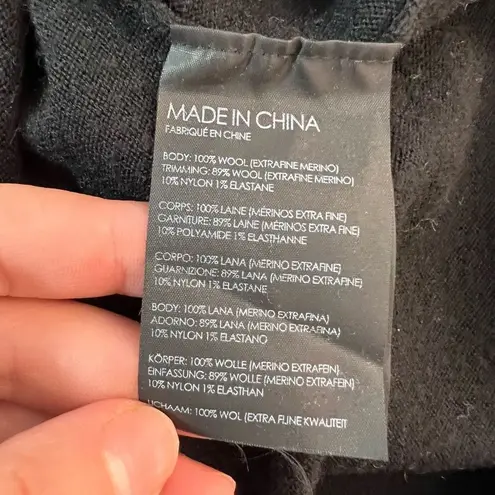 MADE IN CHINA
FABRIQUÉ EN CHINE
BODY: 100% WOOL (EXTRAFINE MERINO)
TRIMMING: 89% WOOL (EXTRAFINE MERINO)
10% NYLON 1% ELASTANE
CORPS: 100% LAINE (MÉRINOS EXTRA FINE)
GARNITURE: 89% LAINE (MÉRINOS EXTRA FINE)
10% POLYAMIDE 1% ELASTHANNE
CORPO: 100% LANA (MERINO EXTRAFINE)
GUARNIZIONE: 89% LANA (MERINO EXTRAFINE)
10% NYLON 1% ELASTANE
BODY: 100% LANA (MERINO EXTRAFINA)
ADORNO: 89% LANA (MERINO EXTRAFINA)
10% NYLON 1% ELASTANO
KÖRPER: 100% WOLLE (MERINO EXTRAFEIN)
EINFASSUNG: 89% WOLLE (MERINO EXTRAFEIN)
10% NYLON 1% ELASTHAN
LICHAAM: 100% WOL (EXTRA FIJNE KWALITEIT